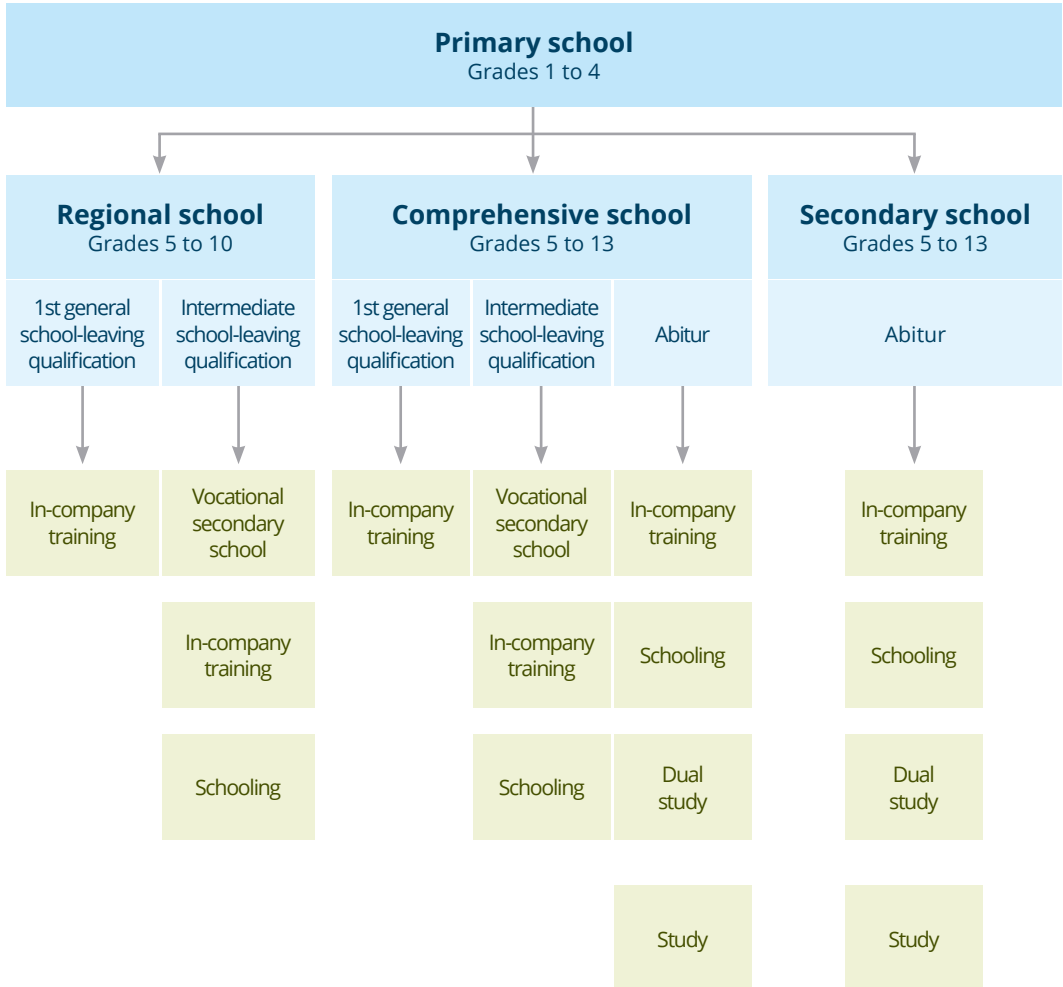 Primary school
Grades 1 to 4
Regional school
Grades 5 to 10
Comprehensive school
Grades 5 to 13
Secondary school
Grades 5 to 13
1st general
school-leaving
qualification
Intermediate
school-leaving
qualification
1st general
school-leaving
qualification
Intermediate
school-leaving
qualification
Abitur
Abitur
In-company
training
Vocational
secondary
school
In-company
training
Vocational
secondary
school
In-company
training
In-company
training
In-company
training
In-company
training
Schooling
Schooling
Schooling
Schooling
Dual
study
Dual
study
Study
Study